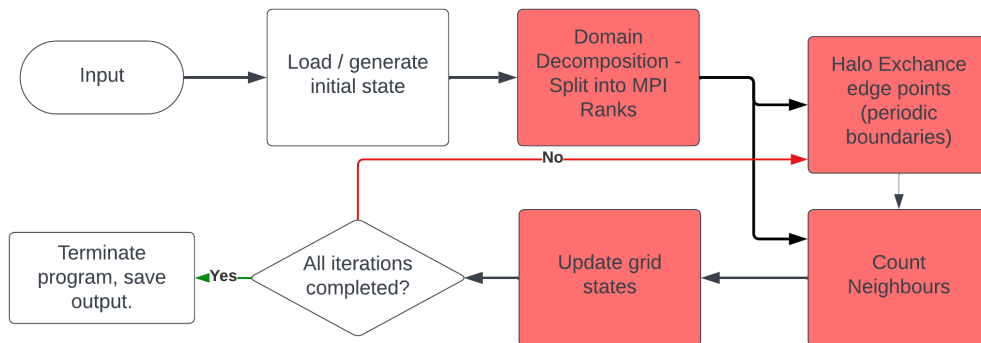 Input
Load / generate
initial state
Domain
Decomposition -
Split into MPI
Ranks
Halo Exchance
edge points
(periodic
boundaries)
No
Terminate
program, save
output.
Yes
All iterations
completed?
Update grid
states
Count
Neighbours